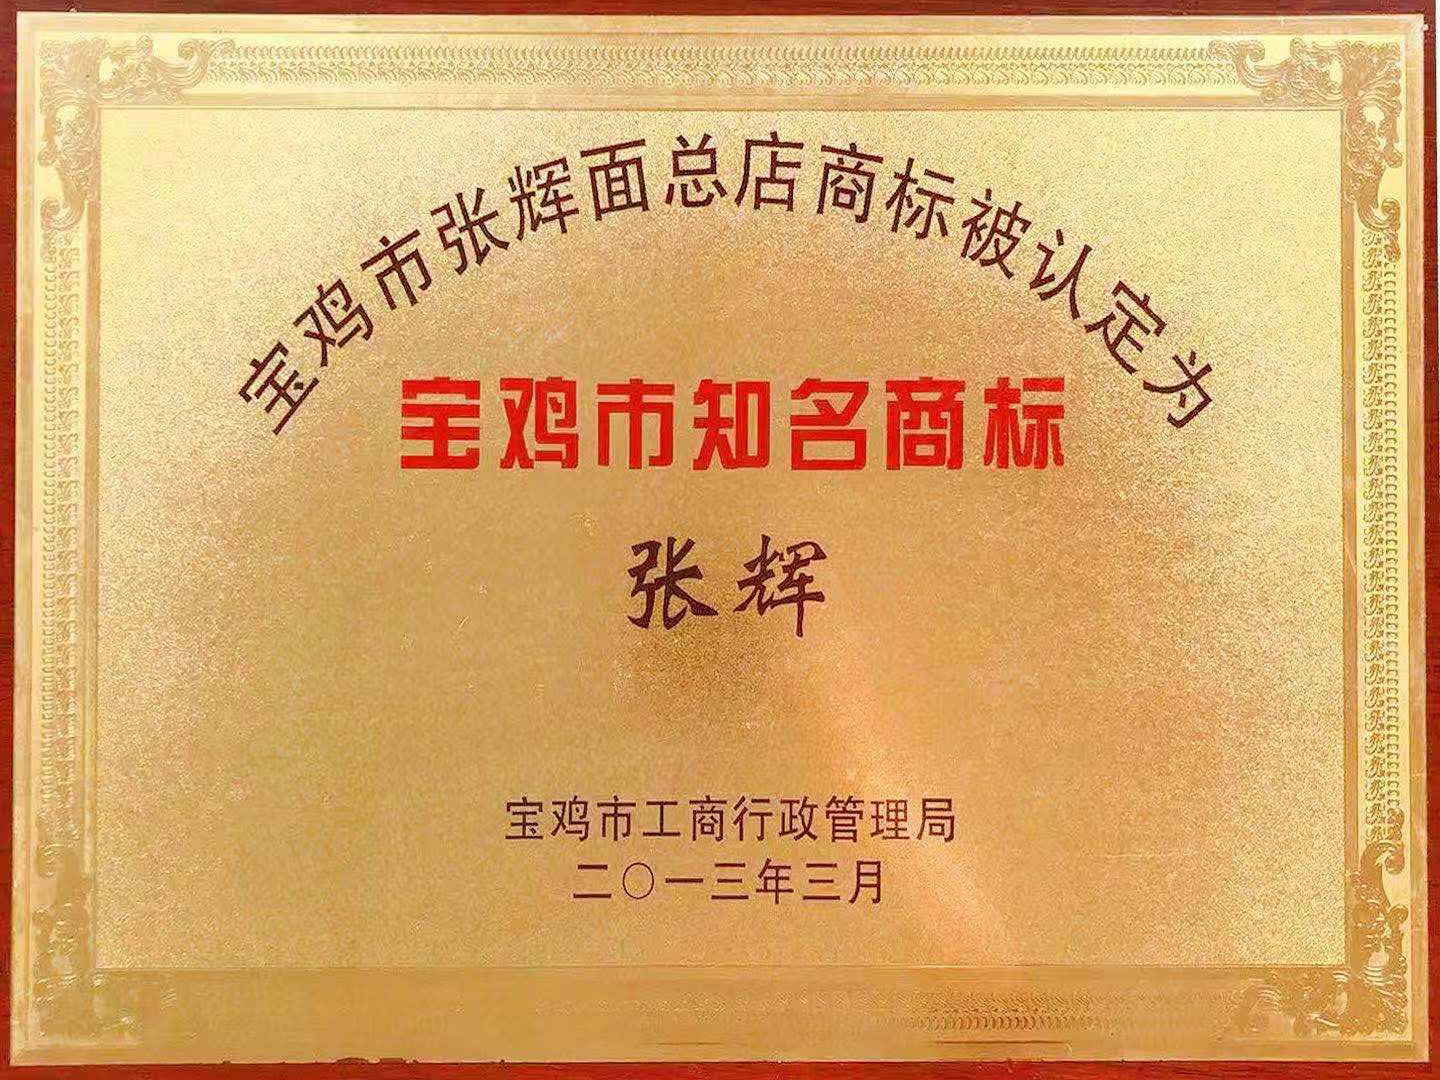 宝鸡市张辉面总店商标被认定为
宝鸡市知名商标
张辉
宝鸡市工商行政管理局
二〇一三年三月